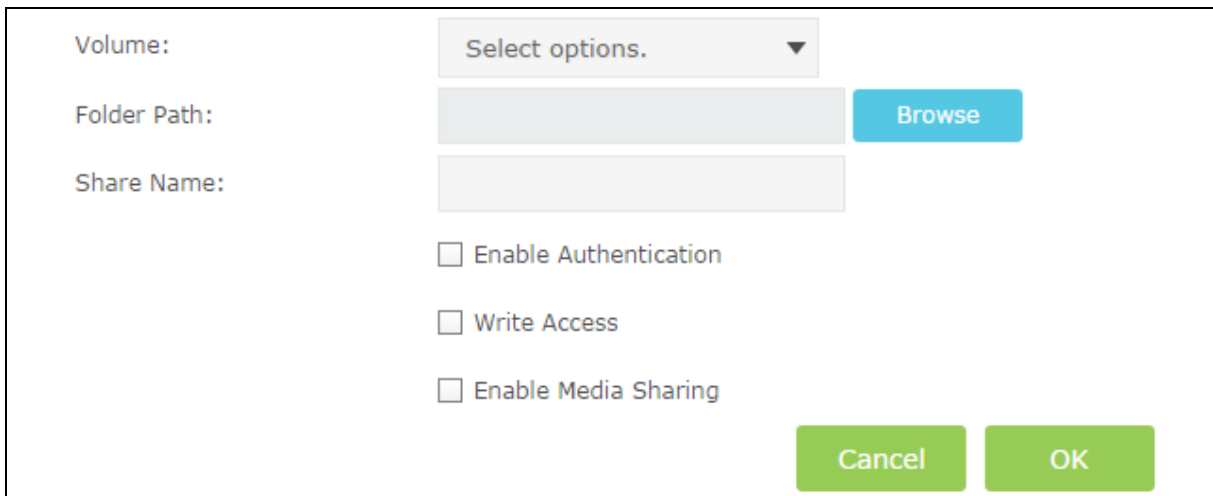 Volume: Select options.
Folder Path: Browse
Share Name:
Enable Authentication
Write Access
Enable Media Sharing
Cancel OK